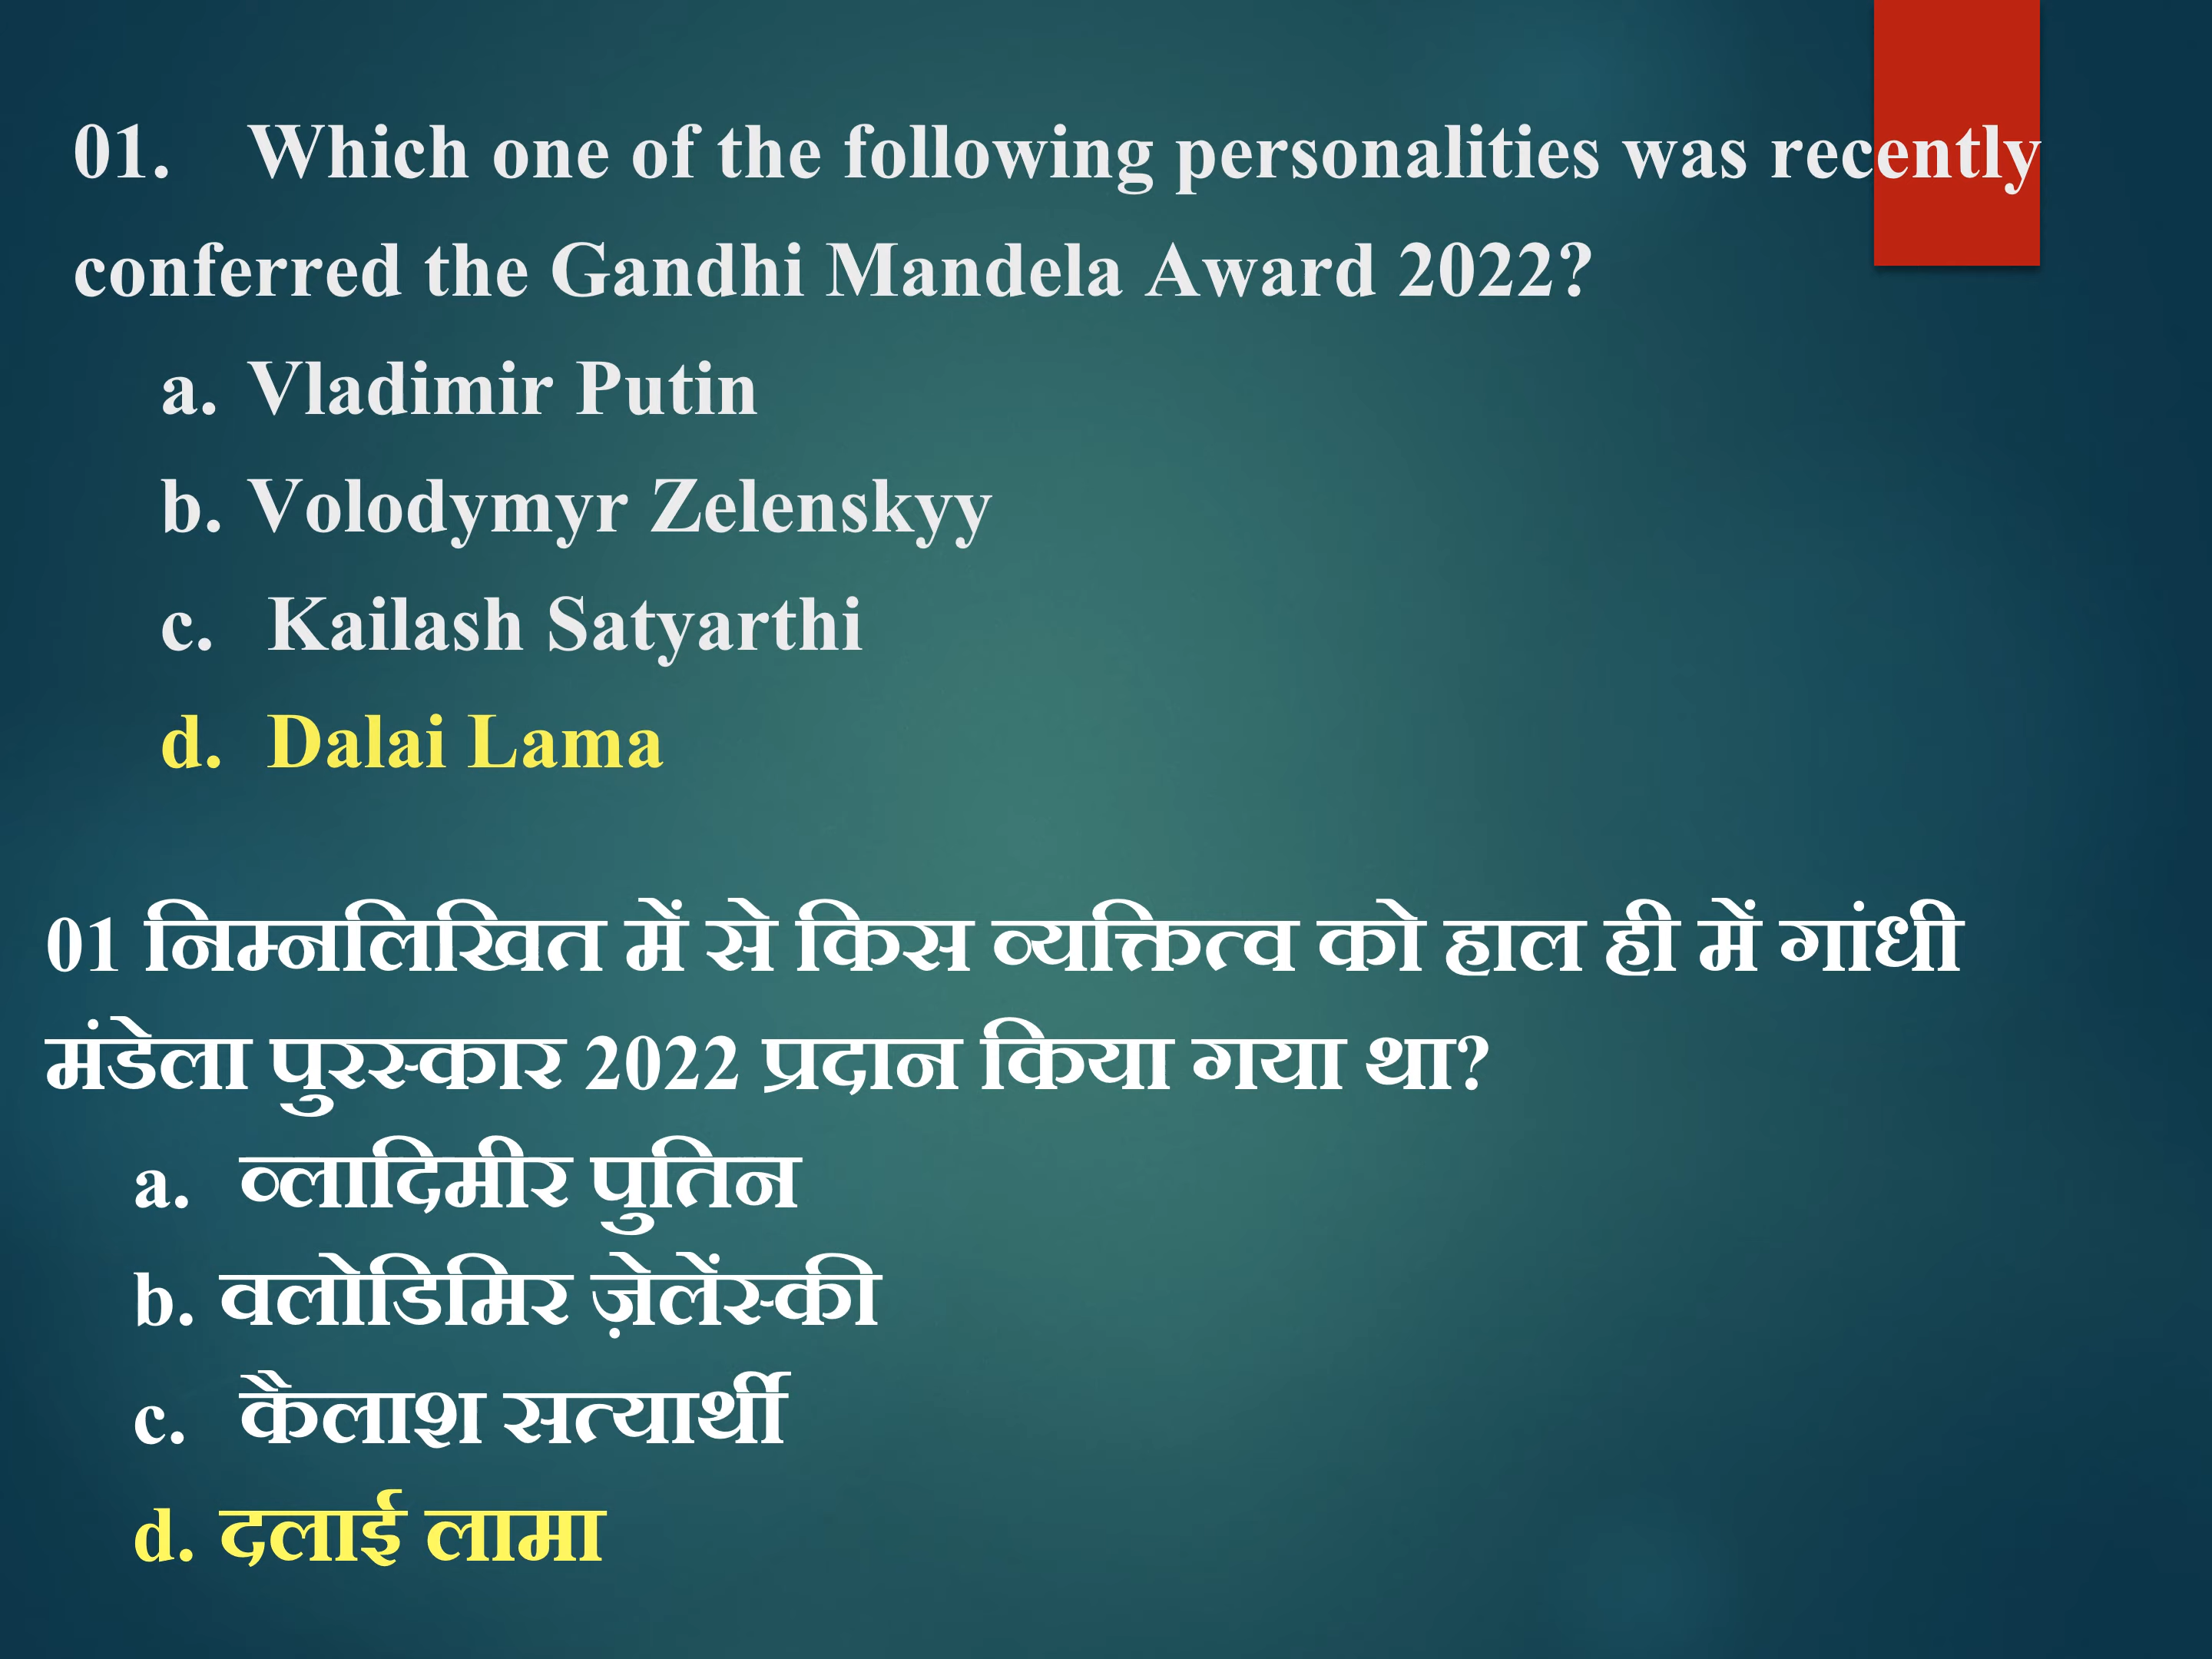 01. Which one of the following personalities was recently
conferred the Gandhi Mandela Award 2022?
a. Vladimir Putin
b. Volodymyr Zelenskyy
c. Kailash Satyarthi
d. Dalai Lama
01 निम्नलिखित में से किस व्यक्तित्व को हाल ही में गांधी
मंडेला पुरस्कार 2022 प्रदान किया गया था?
a. व्लादिमीर पुतिन
b. वलोडिमिर ज़ेलेंस्की
c. कैलाश सत्यार्थी
d. दलाई लामा